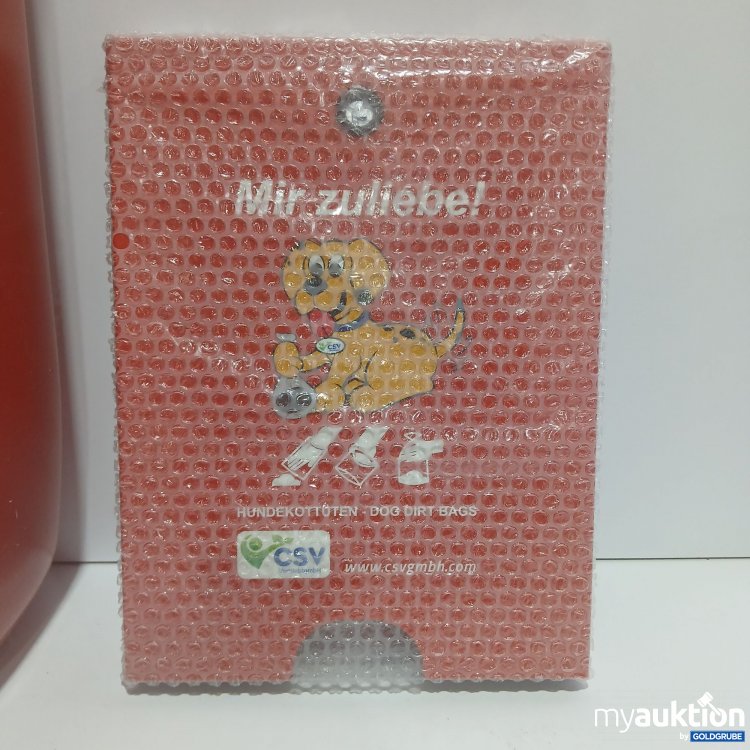 Mir zuliebe!
CSV
HUNDEKOTTÜTEN - DOG DIRT BAGS
CSV
www.csvgmbh.com
myauktion
by GOLDGRUBE